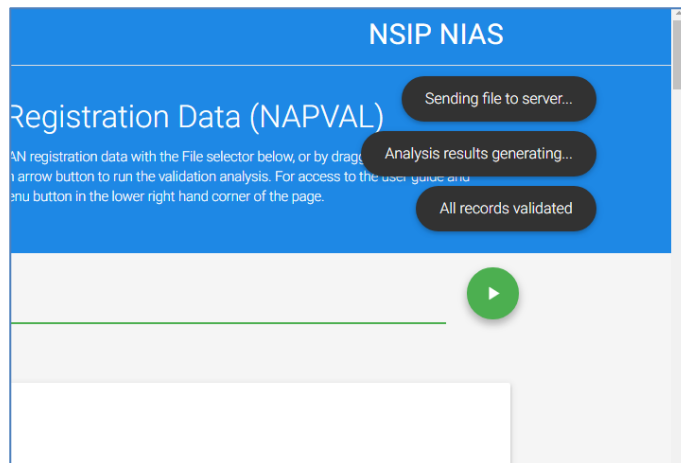 NSIP NIAS
Registration Data (NAPVAL)
Sending file to server...
AN registration data with the File selector below, or by dragg
Analysis results generating...
arrow button to run the validation analysis. For access to the user guide and
enu button in the lower right hand corner of the page.
All records validated